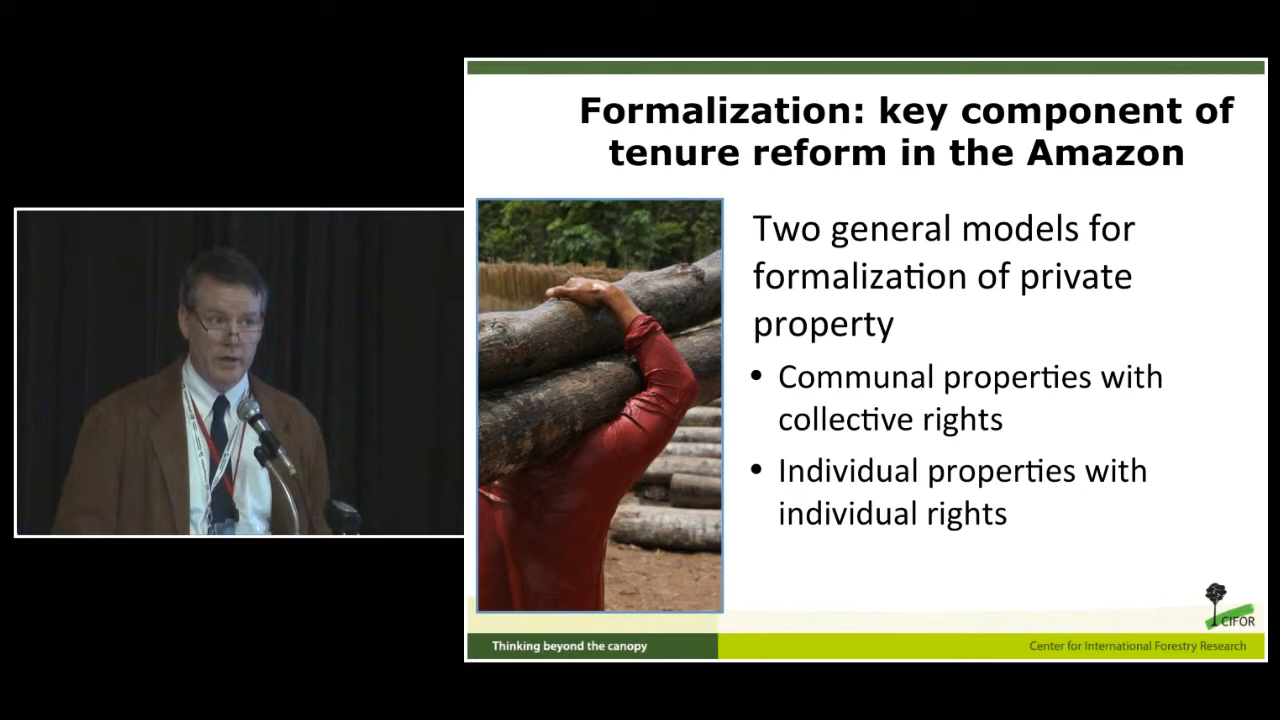 Formalization: key component of
tenure reform in the Amazon
Two general models for
formalization of private
property
• Communal properties with
collective rights
• Individual properties with
individual rights
CIFOR
Thinking beyond the canopy
Center for International Forestry Research